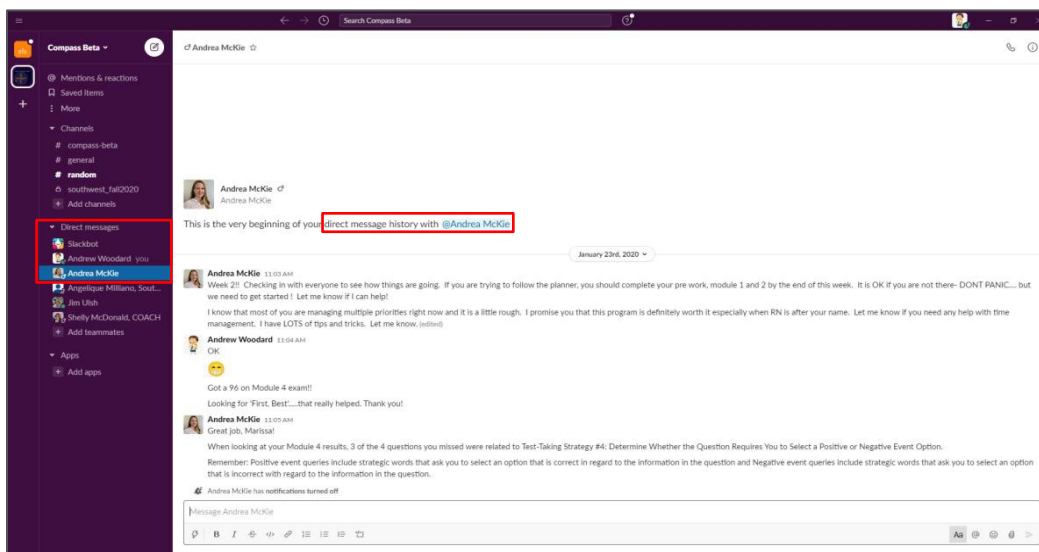 Search Compass Beta
els
Compass Beta
Andrea McKie
@ Mentions & reactions
Saved items
More
Channels
# compass-beta
# general
# random
southwest_fall2020
+ Add channels
Direct messages
Slackbot
Andrew Woodard you
Andrea McKie
Angelique Milliano, Sout...
Jim Ulsh
Shelly McDonald, COACH
+ Add teammates
Apps
+ Add apps
Andrea McKie
Andrea McKie
This is the very beginning of your direct message history with @Andrea McKie
January 23rd, 2020
Andrea McKie 11:03 AM
Week 2!! Checking in with everyone to see how things are going. If you are trying to follow the planner, you should complete your pre work, module 1 and 2 by the end of this week. It is OK if you are not there- DONT PANIC.... but
we need to get started ! Let me know if I can help!
I know that most of you are managing multiple priorities right now and it is a little rough. I promise you that this program is definitely worth it especially when RN is after your name. Let me know if you need any help with time
management. I have LOTS of tips and tricks. Let me know. (edited)
Andrew Woodard 11:04 AM
OK
Got a 96 on Module 4 exam!!
Looking for 'First, Best'.....that really helped. Thank you!
Andrea McKie 11:05 AM
Great job, Marissa!
When looking at your Module 4 results, 3 of the 4 questions you missed were related to Test-Taking Strategy #4: Determine Whether the Question Requires You to Select a Positive or Negative Event Option.
Remember: Positive event queries include strategic words that ask you to select an option that is correct in regard to the information in the question and Negative event queries include strategic words that ask you to select an option
that is incorrect with regard to the information in the question.
Andrea McKie has notifications turned off
Message Andrea McKie
B I S </>
Aa @